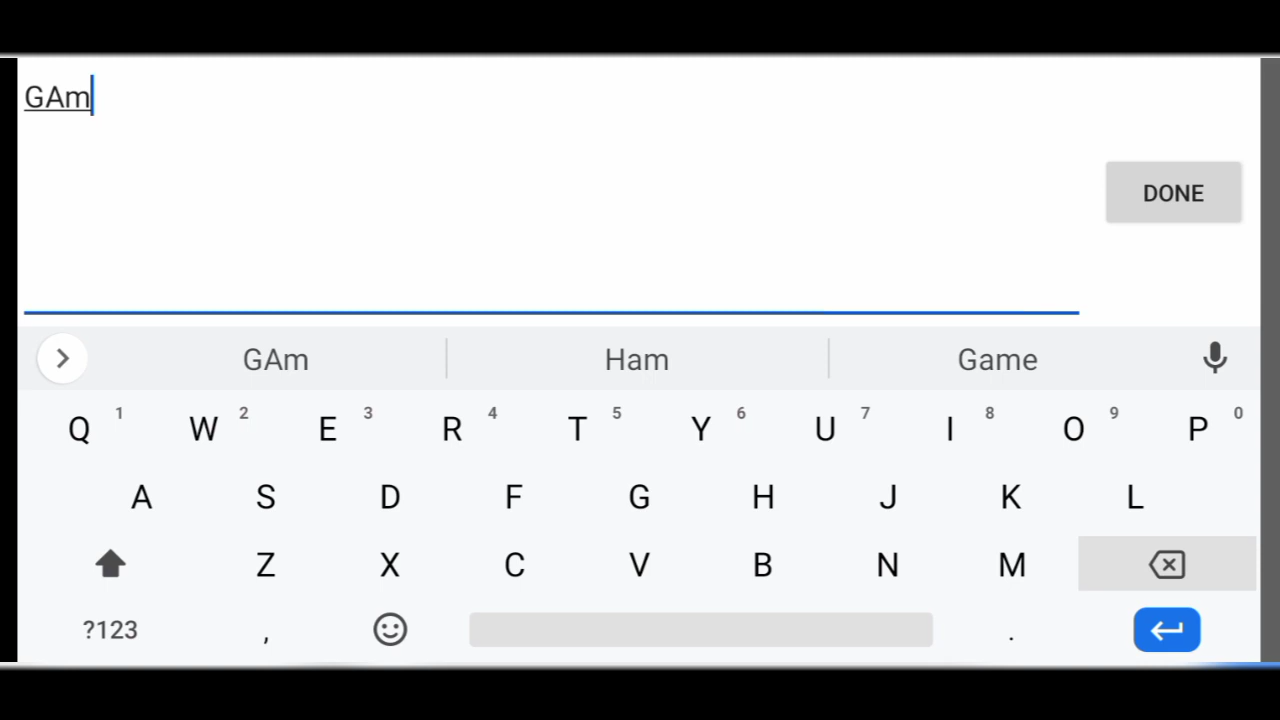 GAm
DONE
GAm Ham Game
Q 1 W 2 E 3 R 4 T 5 Y 6 U 7 I 8 O 9 P 0
A S D F G H J K L
Z X C V B N M
?123 , .